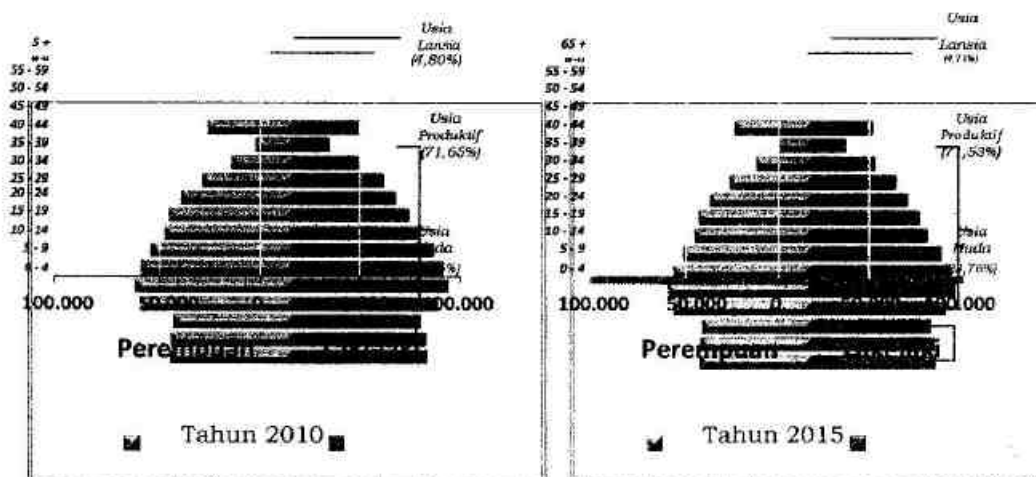 Usia
Lansia
(4,80%)
5 +
55 - 59
50 - 54
45 - 49
40 - 44
35 - 39
30 - 34
25 - 29
20 - 24
15 - 19
10 - 14
5 - 9
0 - 4
Usia
Produktif
(71,65%)
Usia
100.000
50.000
0
Perempuan
Tahun 2010
Usia
Lansia
65 +
55 - 59
50 - 54
45 - 49
40 - 44
35 - 39
30 - 34
25 - 29
20 - 24
15 - 19
10 - 14
5 - 9
0 - 4
Usia
Produktif
Usia
Muda
100.000
50.000
0
50.000
Perempuan
Tahun 2015